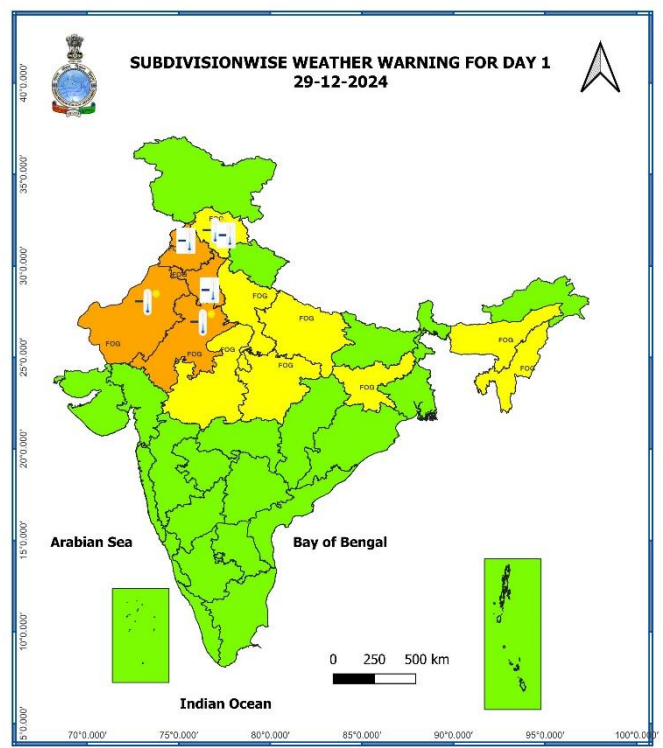 SUBDIVISIONWISE WEATHER WARNING FOR DAY 1
29-12-2024
40°0.000'
35°0.000'
30°0.000'
25°0.000'
20°0.000'
15°0.000'
10°0.000'
5°0.000'
FOG
FOG
FOG
FOG
FOG
FOG
FOG
FOG
FOG
FOG
FOG
Arabian Sea
Bay of Bengal
0 250 500 km
Indian Ocean
70°0.000' 75°0.000' 80°0.000' 85°0.000' 90°0.000' 95°0.000' 100°0.000'